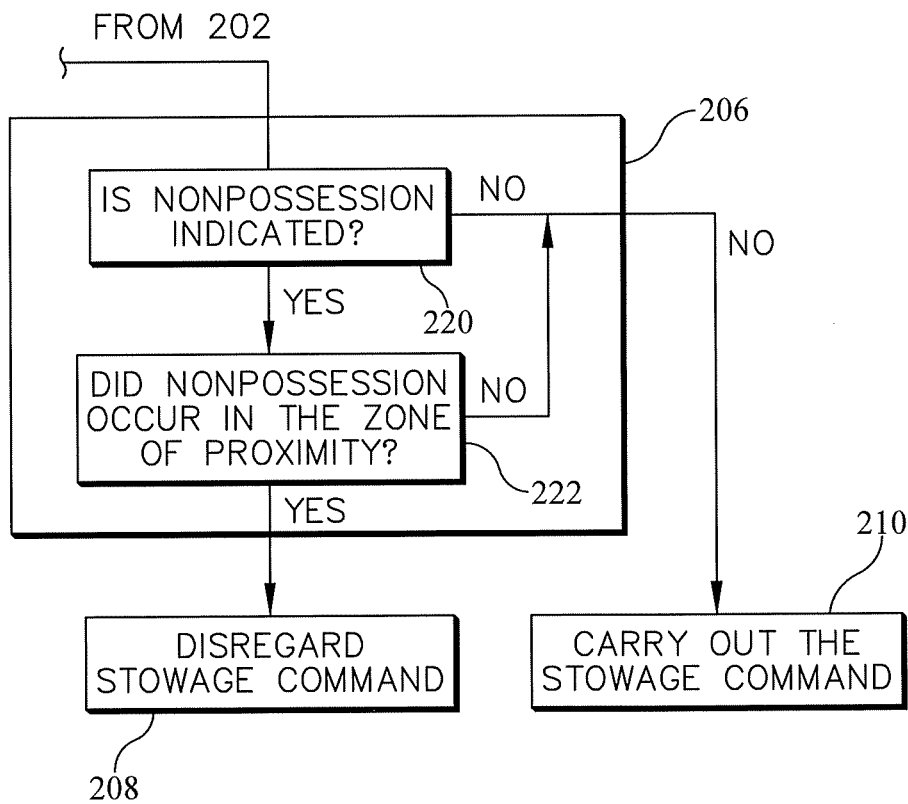 FROM 202
206
IS NONPOSSESSION
INDICATED?
NO
NO
220
YES
DID NONPOSSESSION
OCCUR IN THE ZONE
OF PROXIMITY?
NO
222
YES
210
DISREGARD
STOWAGE COMMAND
CARRY OUT THE
STOWAGE COMMAND
208